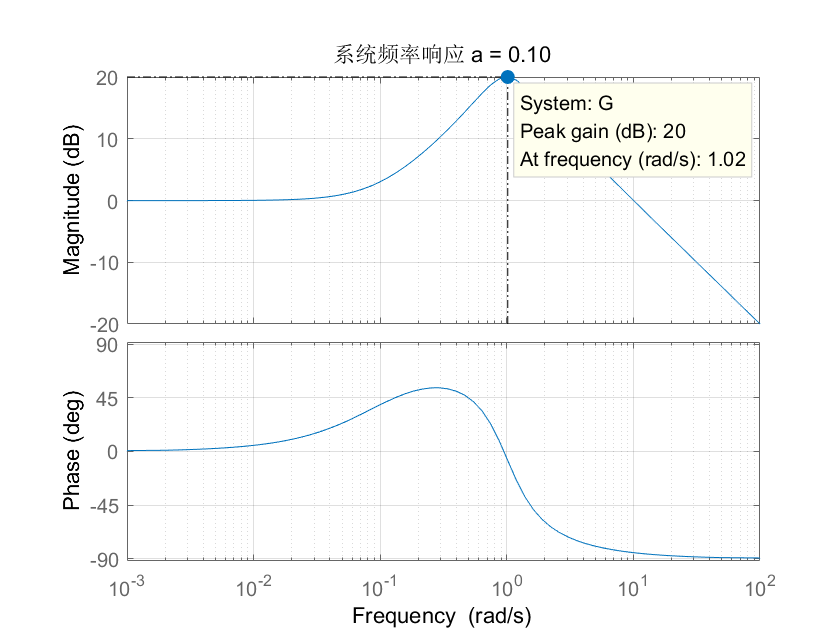 系统频率响应 a = 0.10
Magnitude (dB)
20
10
0
-10
-20
System: G
Peak gain (dB): 20
At frequency (rad/s): 1.02
Phase (deg)
90
45
0
-45
-90
10^-3
10^-2
10^-1
10^0
10^1
10^2
Frequency (rad/s)